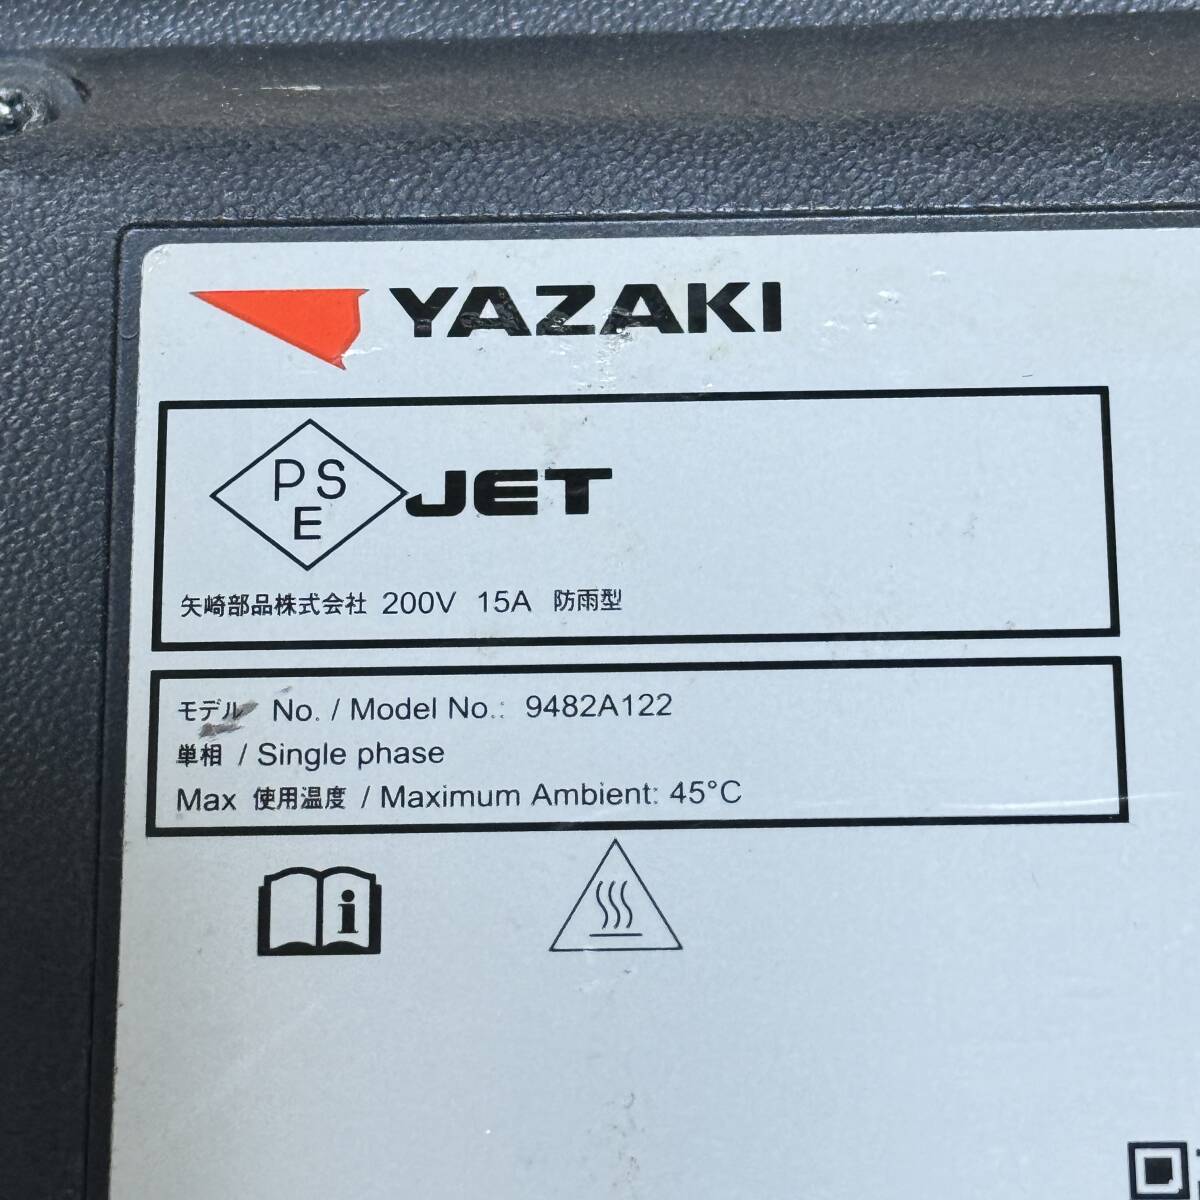 YAZAKI
PS
E
JET
矢崎部品株式会社 200V 15A 防雨型
モデル No. / Model No.: 9482A122
単相 / Single phase
Max 使用温度 / Maximum Ambient: 45°C
i